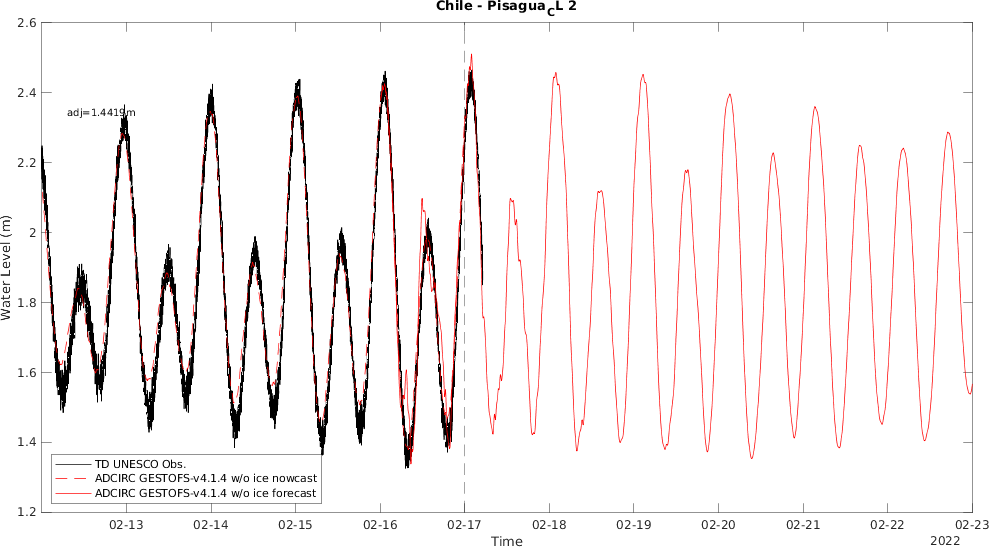 Chile - Pisagua_CL 2
2.6
2.4
2.2
2
1.8
1.6
1.4
1.2
Water Level (m)
adj=1.4419m
TD UNESCO Obs.
ADCIRC GESTOFS-v4.1.4 w/o ice nowcast
ADCIRC GESTOFS-v4.1.4 w/o ice forecast
02-13 02-14 02-15 02-16 02-17 02-18 02-19 02-20 02-21 02-22 02-23
Time
2022